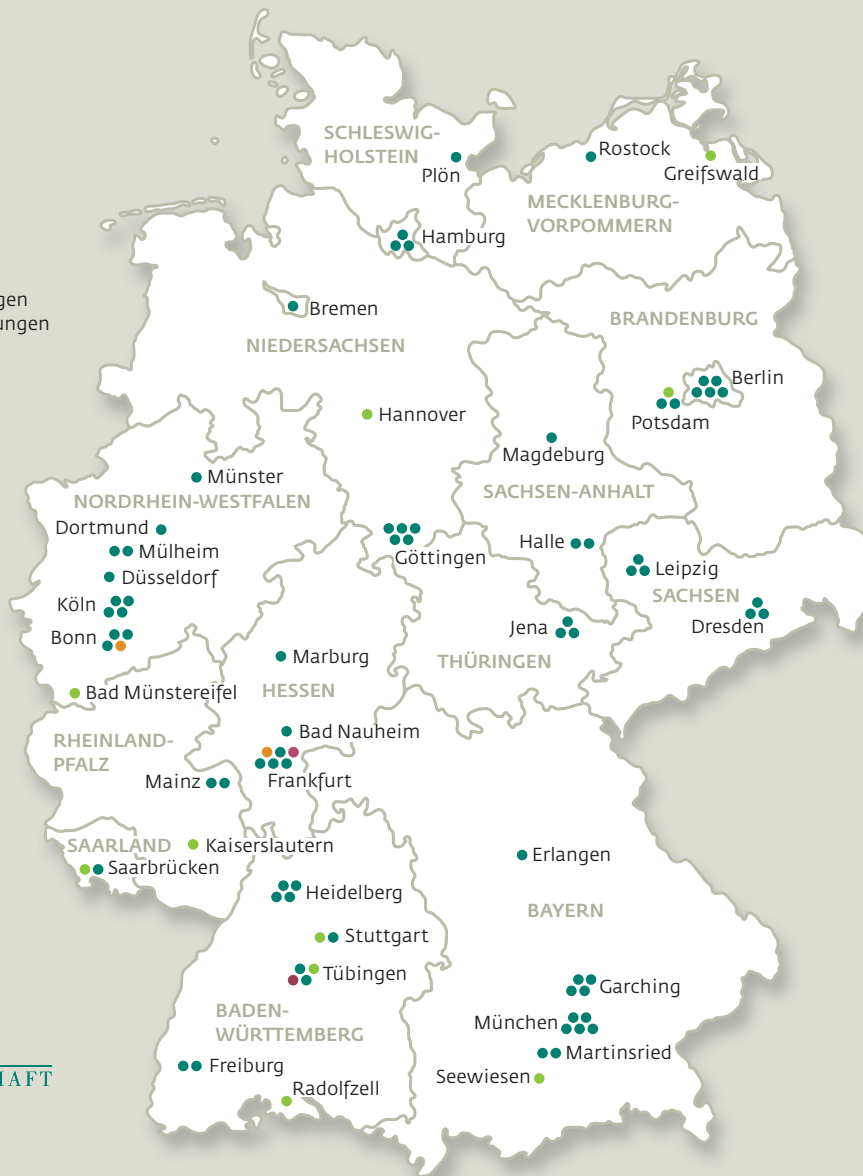 SCHLESWIG-
HOLSTEIN
Plön
Rostock
Greifswald
MECKLENBURG-
VORPOMMERN
Hamburg
Bremen
NIEDERSACHSEN
BRANDENBURG
gen
ungen
Berlin
Potsdam
Hannover
Magdeburg
SACHSEN-ANHALT
Münster
NORDRHEIN-WESTFALEN
Dortmund
Mülheim
Düsseldorf
Köln
Bonn
Göttingen
Halle
Leipzig
SACHSEN
Dresden
Jena
THÜRINGEN
Marburg
HESSEN
Bad Münstereifel
Bad Nauheim
RHEINLAND-
PFALZ
Mainz
Frankfurt
SAARLAND
Kaiserslautern
Saarbrücken
Erlangen
Heidelberg
BAYERN
Stuttgart
Tübingen
Garching
BADEN-
WÜRTTEMBERG
München
Martinsried
Freiburg
Seewiesen
Radolfzell
HAFT